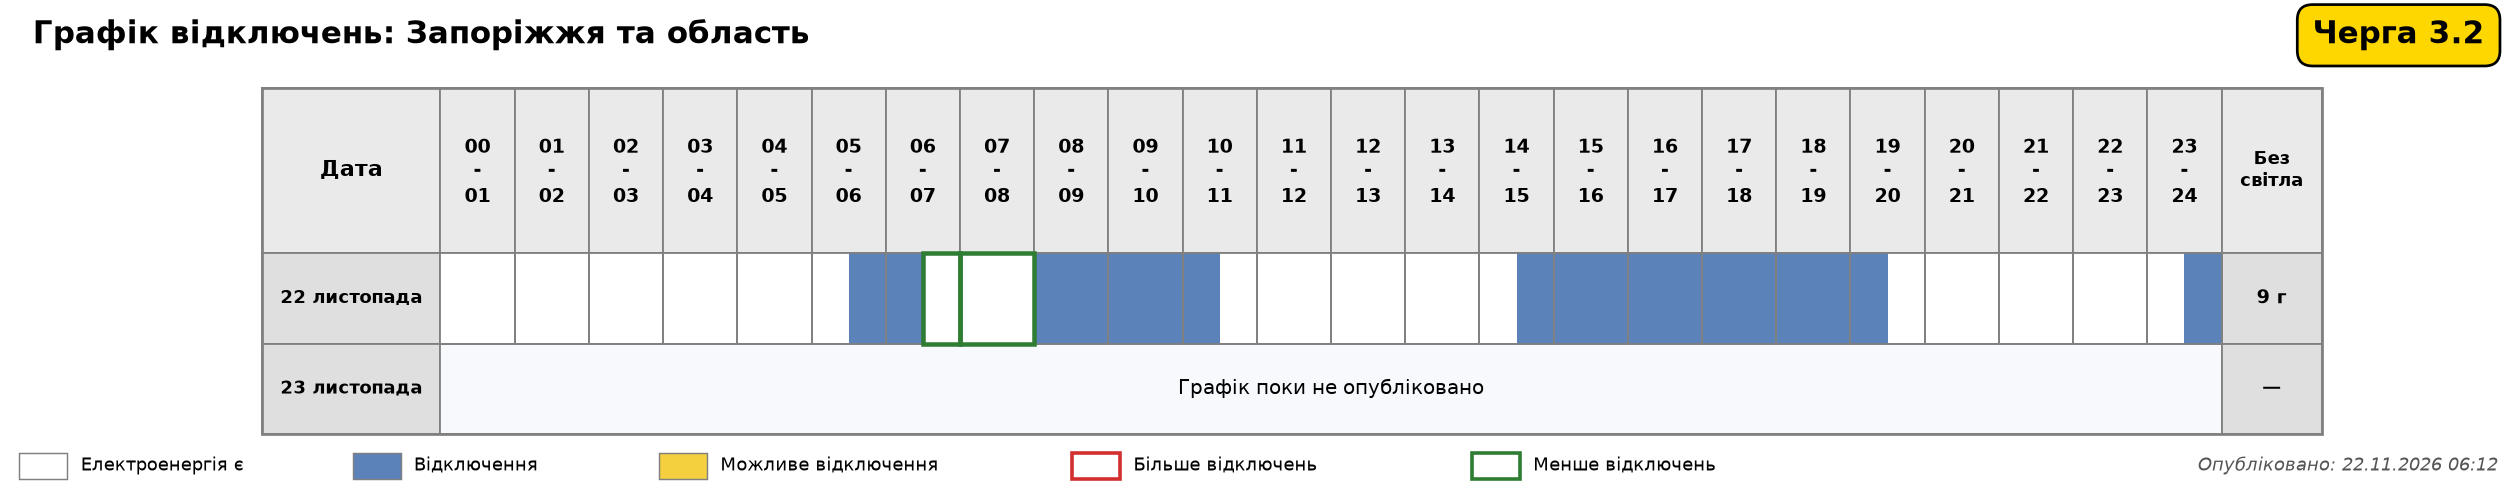 Графік відключень: Запоріжжя та область
Черга 3.2
Дата
00 - 01
01 - 02
02 - 03
03 - 04
04 - 05
05 - 06
06 - 07
07 - 08
08 - 09
09 - 10
10 - 11
11 - 12
12 - 13
13 - 14
14 - 15
15 - 16
16 - 17
17 - 18
18 - 19
19 - 20
20 - 21
21 - 22
22 - 23
23 - 24
Без
світла
22 листопада
9 г
23 листопада
Графік поки не опубліковано
—
Електроенергія є
Відключення
Можливе відключення
Більше відключень
Менше відключень
Опубліковано: 22.11.2026 06:12